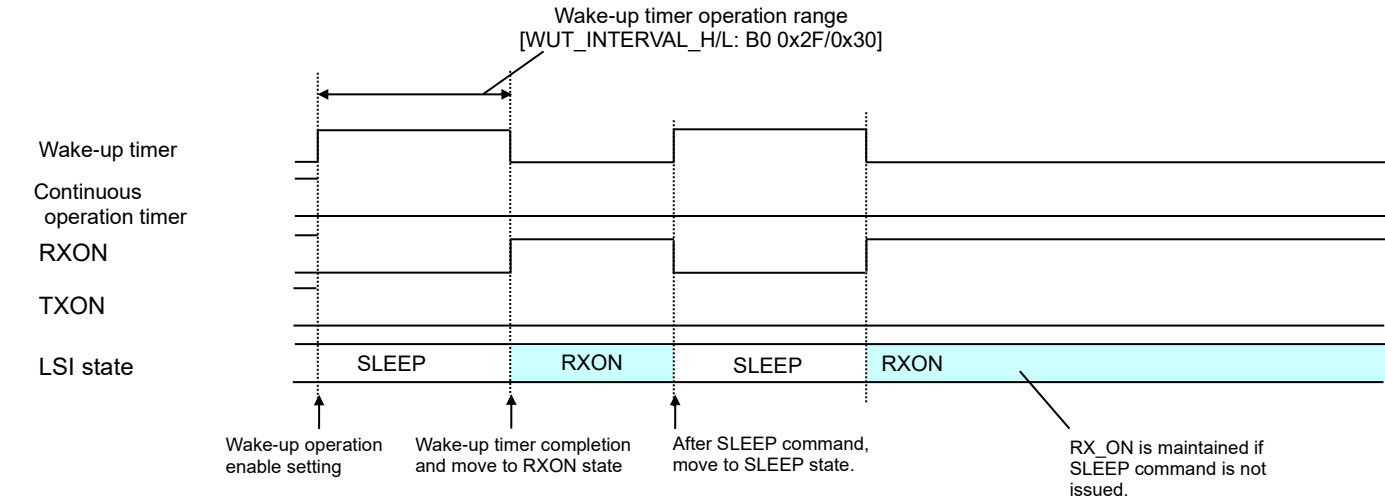 Wake-up timer operation range
[WUT_INTERVAL_H/L: B0 0x2F/0x30]
Wake-up timer
Continuous
operation timer
RXON
TXON
LSI state
SLEEP
RXON
SLEEP
RXON
Wake-up operation
enable setting
Wake-up timer completion
and move to RXON state
After SLEEP command,
move to SLEEP state.
RX_ON is maintained if
SLEEP command is not
issued.